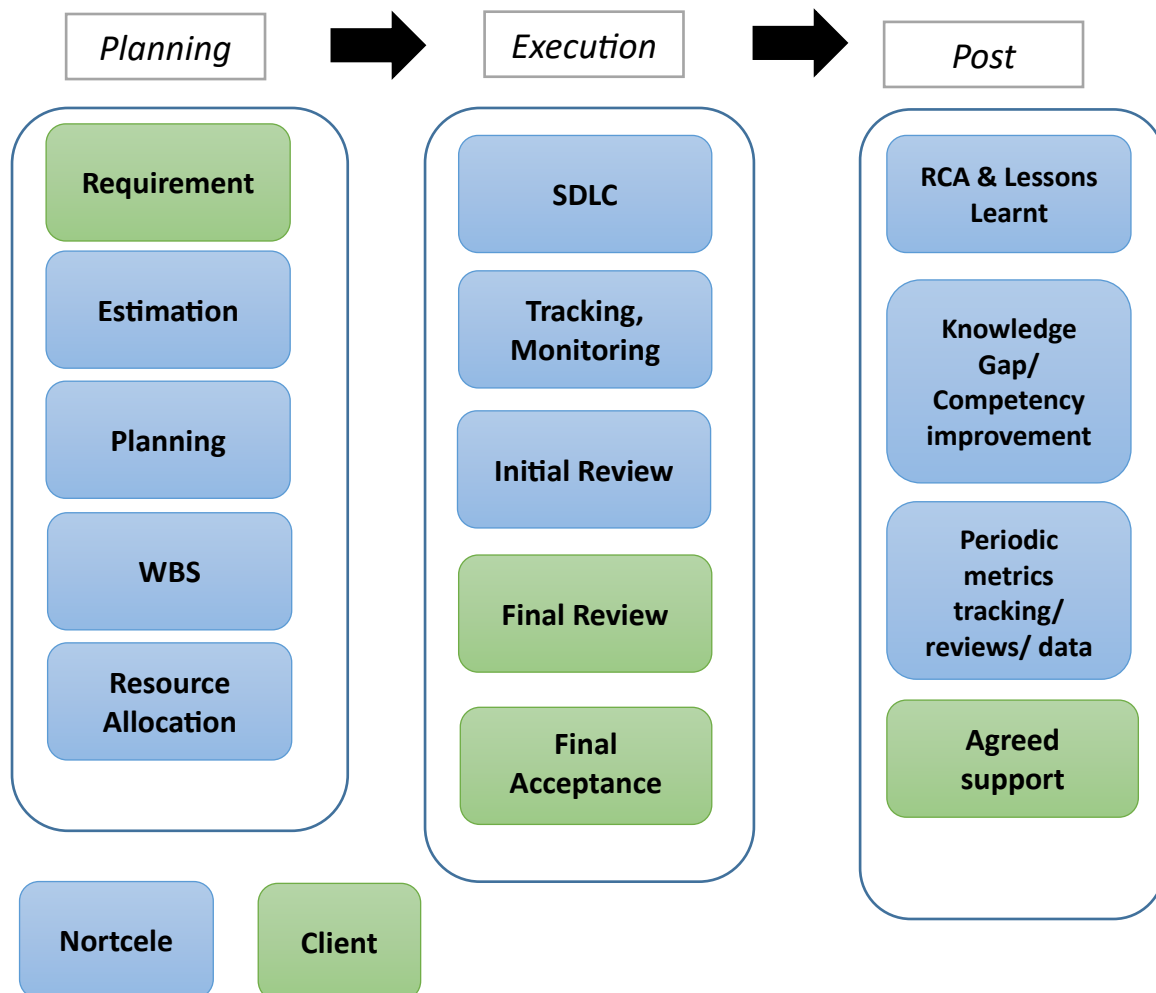 Planning
Execution
Post
Requirement
Estimation
Planning
WBS
Resource
Allocation
SDLC
Tracking,
Monitoring
Initial Review
Final Review
Final
Acceptance
RCA & Lessons
Learnt
Knowledge
Gap/
Competency
improvement
Periodic
metrics
tracking/
reviews/ data
Agreed
support
Nortcele
Client